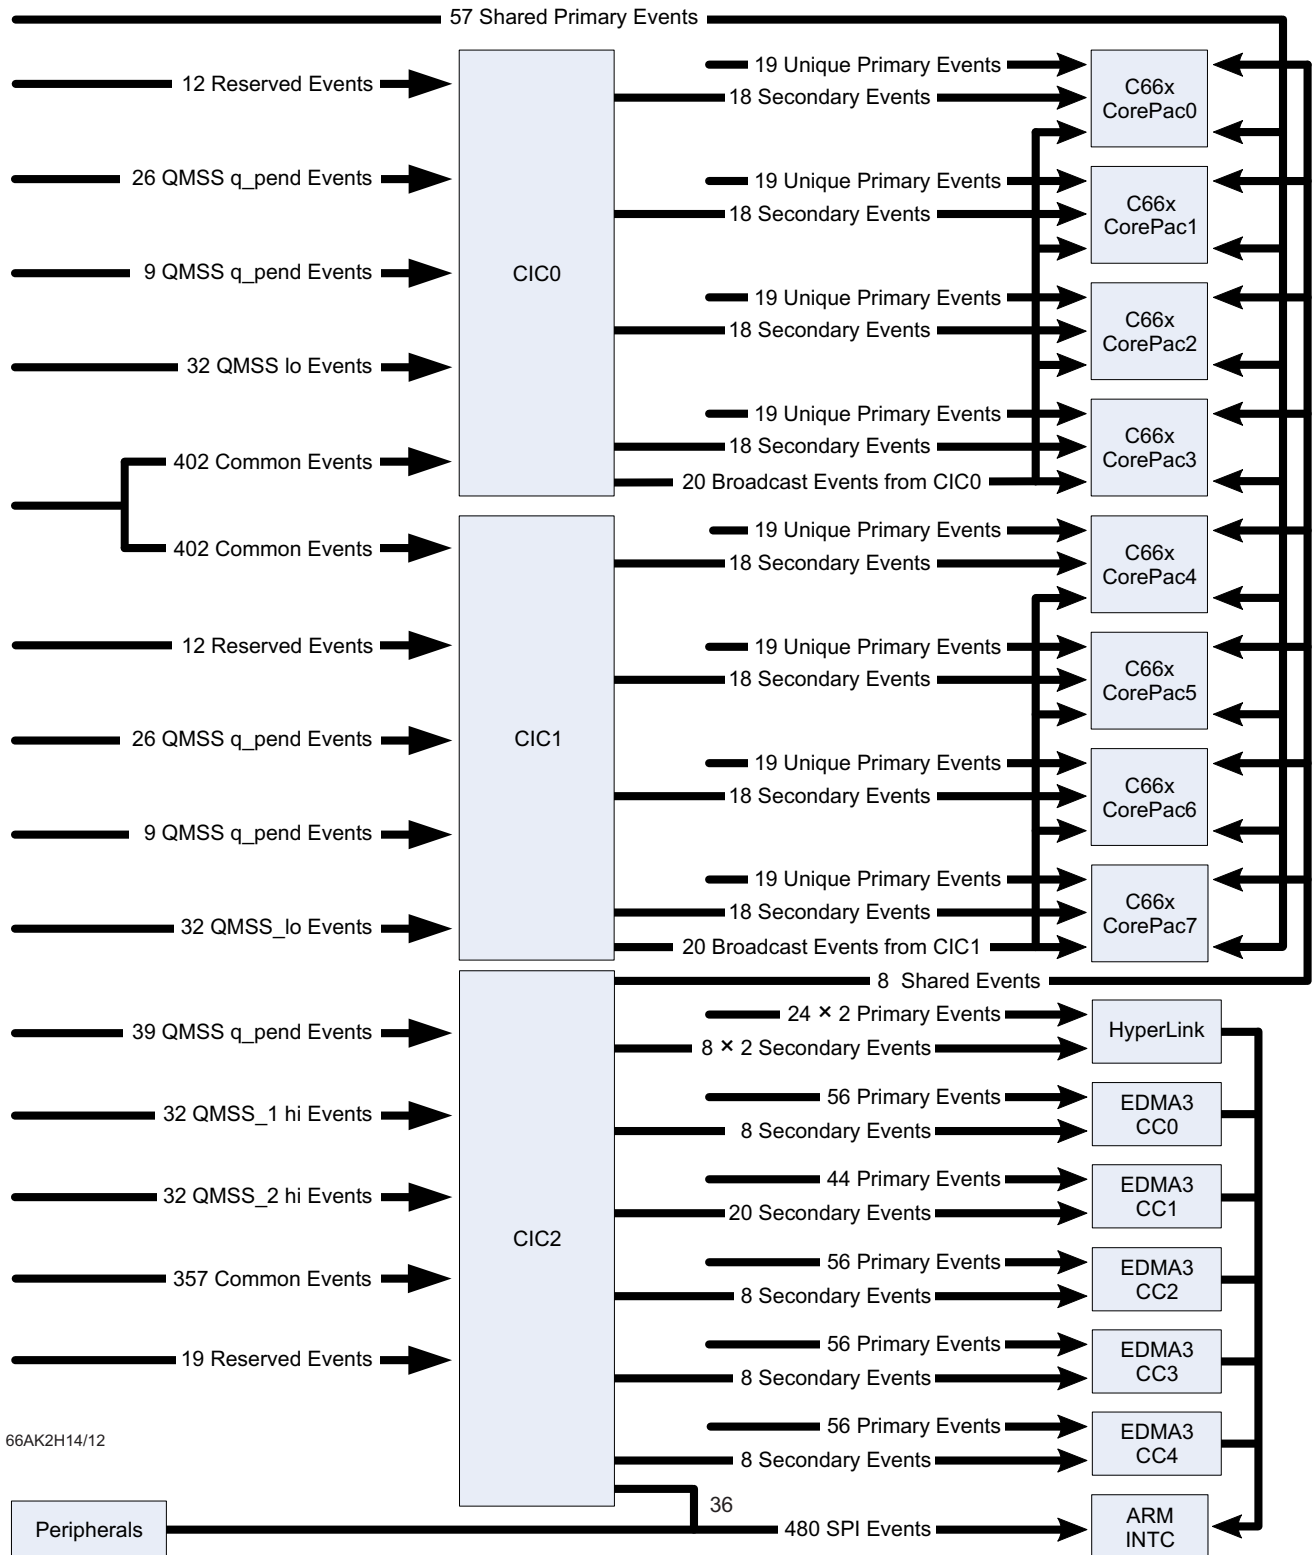 57 Shared Primary Events
12 Reserved Events
26 QMSS q_pend Events
9 QMSS q_pend Events
32 QMSS lo Events
402 Common Events
402 Common Events
12 Reserved Events
26 QMSS q_pend Events
9 QMSS q_pend Events
32 QMSS_lo Events
39 QMSS q_pend Events
32 QMSS_1 hi Events
32 QMSS_2 hi Events
357 Common Events
19 Reserved Events
CIC0
CIC1
CIC2
19 Unique Primary Events
18 Secondary Events
C66x
CorePac0
19 Unique Primary Events
18 Secondary Events
C66x
CorePac1
19 Unique Primary Events
18 Secondary Events
C66x
CorePac2
19 Unique Primary Events
18 Secondary Events
20 Broadcast Events from CIC0
C66x
CorePac3
19 Unique Primary Events
18 Secondary Events
C66x
CorePac4
19 Unique Primary Events
18 Secondary Events
C66x
CorePac5
19 Unique Primary Events
18 Secondary Events
C66x
CorePac6
19 Unique Primary Events
18 Secondary Events
20 Broadcast Events from CIC1
C66x
CorePac7
8 Shared Events
24 × 2 Primary Events
8 × 2 Secondary Events
HyperLink
56 Primary Events
8 Secondary Events
EDMA3
CC0
44 Primary Events
20 Secondary Events
EDMA3
CC1
56 Primary Events
8 Secondary Events
EDMA3
CC2
56 Primary Events
8 Secondary Events
EDMA3
CC3
56 Primary Events
8 Secondary Events
EDMA3
CC4
66AK2H14/12
36
Peripherals
480 SPI Events
ARM
INTC